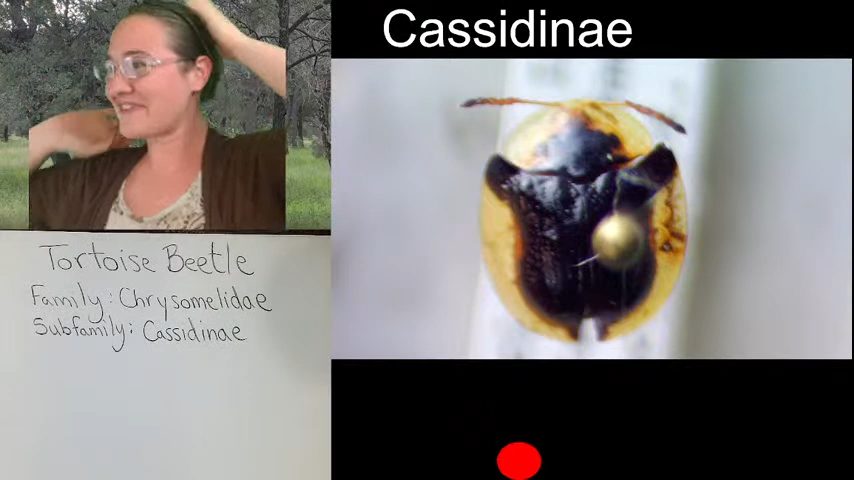 Cassidinae
Tortoise Beetle
Family: Chrysomelidae
Subfamily: Cassidinae